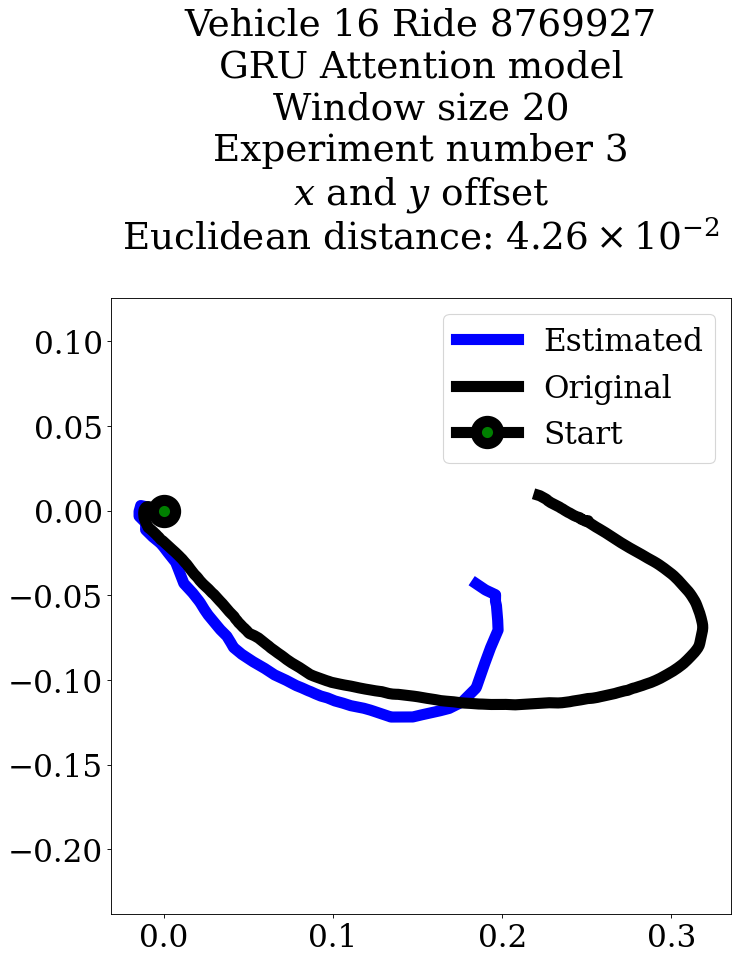 Vehicle 16 Ride 8769927
GRU Attention model
Window size 20
Experiment number 3
x and y offset
Euclidean distance: 4.26 × 10⁻²
Estimated
Original
Start
0.10
0.05
0.00
−0.05
−0.10
−0.15
−0.20
0.0 0.1 0.2 0.3